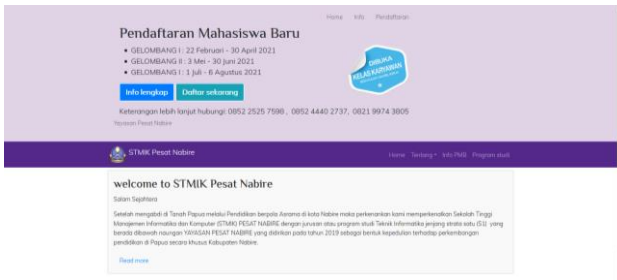 Home Info Pendaftaran
Pendaftaran Mahasiswa Baru
GELOMBANG I : 22 Februari - 30 April 2021
GELOMBANG II : 3 Mei - 30 Juni 2021
GELOMBANG I : 1 Juli - 6 Agustus 2021
DIBUKA
KELAS KARYAWAN
Info lengkap Daftar sekarang
Keterangan lebih lanjut hubungi: 0852 2525 7598 , 0852 4440 2737, 0821 9974 3805
Yayasan Pesat Nabire
STMIK Pesat Nabire
Home Tentang Info PMB Program studi
welcome to STMIK Pesat Nabire
Salam Sejahtera
Setelah mengabdi di Tanah Papua melalui Pendidikan berpola Asrama di kota Nabire maka perkenankan kami memperkenalkan Sekolah Tinggi
Manajemen Informatika dan Komputer (STMIK) PESAT NABIRE dengan jurusan atau program studi Teknik Informatika jenjang strata satu (S1) yang
berada dibawah naungan YAYASAN PESAT NABIRE yang didirikan pada tahun 2019 sebagai bentuk kepedulian terhadap perkembangan
pendidikan di Papua secara khusus Kabupaten Nabire.
Read more